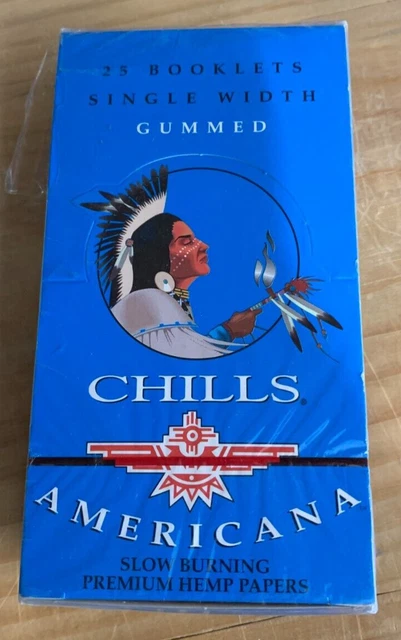 25 BOOKLETS
SINGLE WIDTH
GUMMED
CHILLS®
AMERICANA
SLOW BURNING
PREMIUM HEMP PAPERS